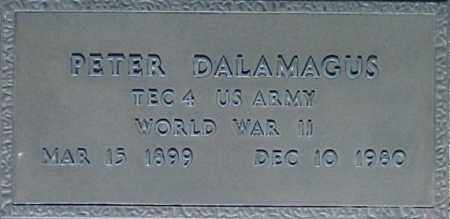 PETER DALAMAGUS
TEC 4 US ARMY
WORLD WAR II
MAR 15 1899 DEC 10 1980